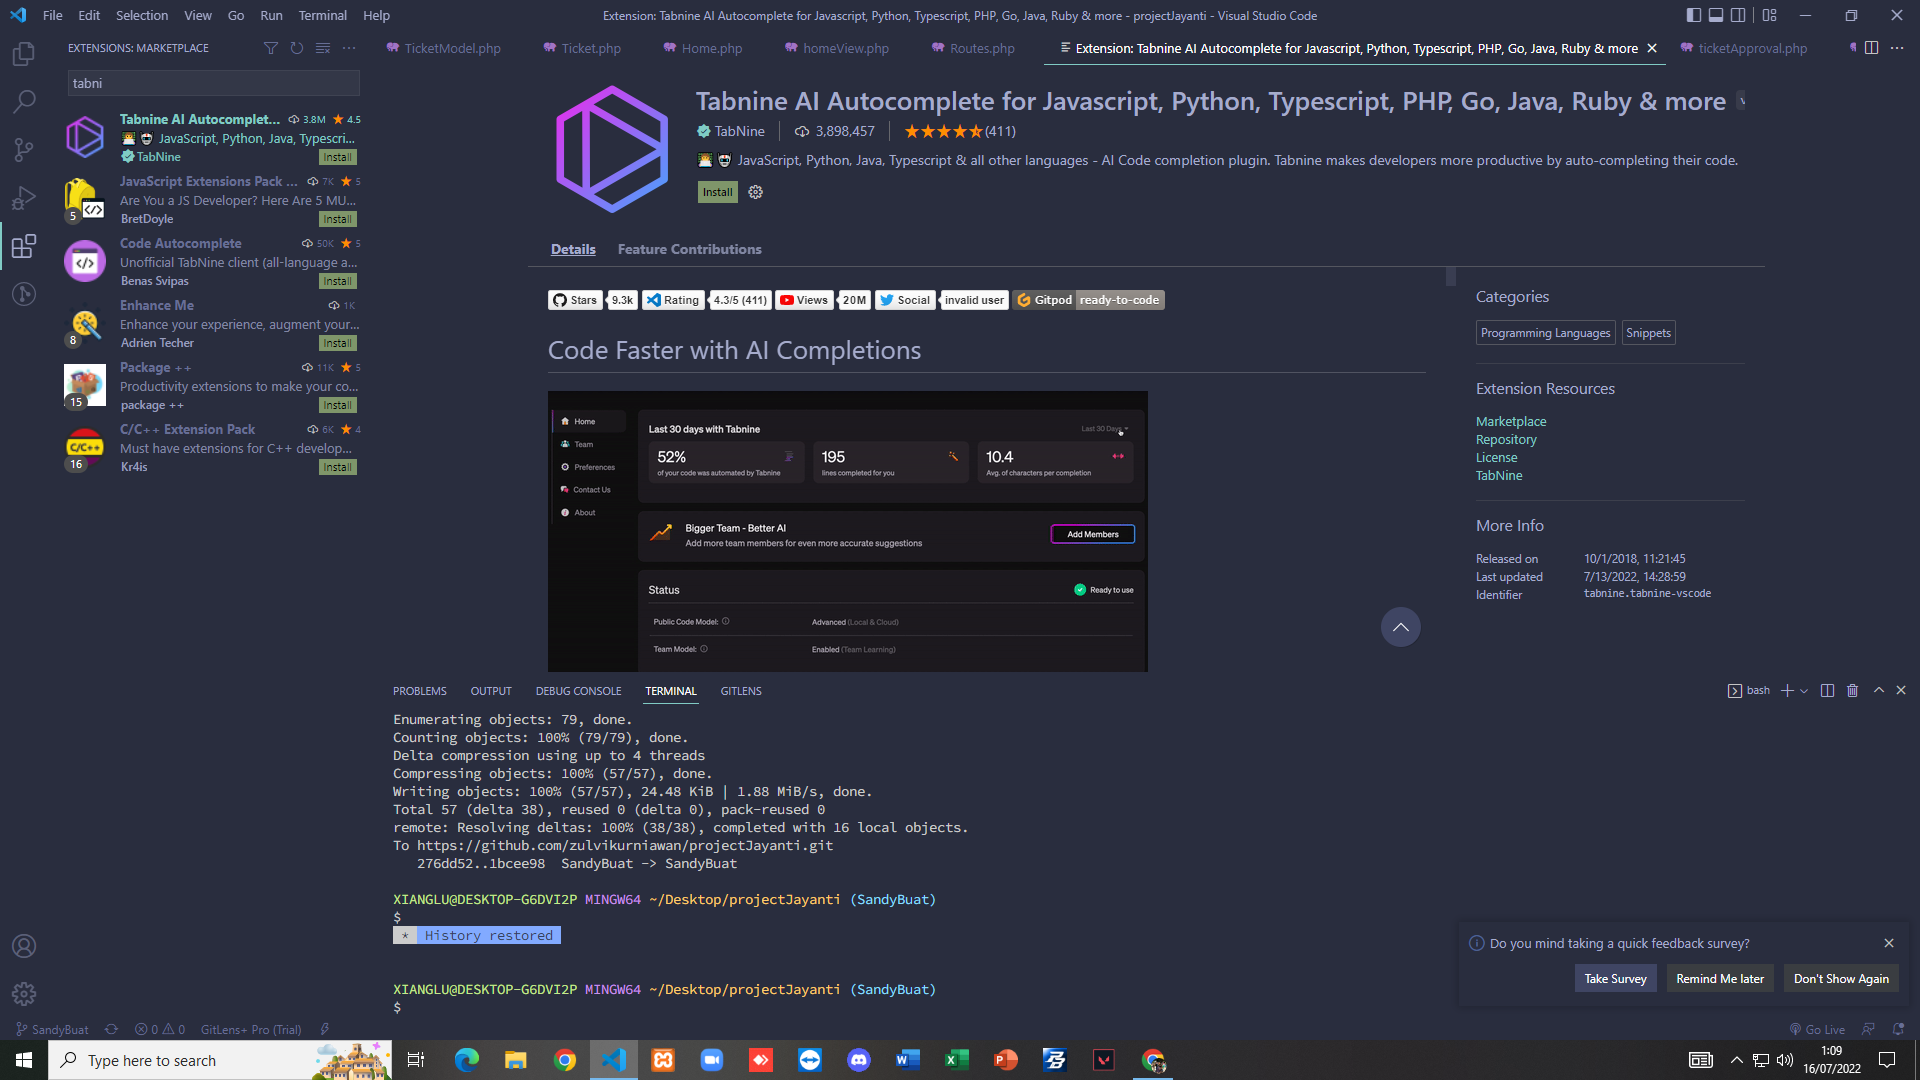 File Edit Selection View Go Run Terminal Help
Extension: Tabnine AI Autocomplete for Javascript, Python, Typescript, PHP, Go, Java, Ruby & more - projectJayanti - Visual Studio Code
EXTENSIONS: MARKETPLACE
TicketModel.php
Ticket.php
Home.php
homeView.php
Routes.php
Extension: Tabnine AI Autocomplete for Javascript, Python, Typescript, PHP, Go, Java, Ruby & more
ticketApproval.php
tabni
Tabnine AI Autocomplet... 3.8M 4.5
JavaScript, Python, Java, Typescri...
TabNine Install
JavaScript Extensions Pack ... 7K 5
Are You a JS Developer? Here Are 5 MU...
BretDoyle Install
5
Code Autocomplete 50K 5
Unofficial TabNine client (all-language a...
Benas Svipas Install
Enhance Me 1K
Enhance your experience, augment your...
Adrien Techer Install
8
Package ++ 11K 5
Productivity extensions to make your co...
package ++ Install
15
C/C++ Extension Pack 6K 4
Must have extensions for C++ develop...
Kr4is Install
C/C++
16
Tabnine AI Autocomplete for Javascript, Python, Typescript, PHP, Go, Java, Ruby & more
TabNine 3,898,457 (411)
JavaScript, Python, Java, Typescript & all other languages - AI Code completion plugin. Tabnine makes developers more productive by auto-completing their code.
Install
Details Feature Contributions
Stars 9.3k Rating 4.3/5 (411) Views 20M Social invalid user Gitpod ready-to-code
Code Faster with AI Completions
Home
Team
Preferences
Contact Us
About
Last 30 days with Tabnine Last 30 Days
52% 195 10.4
of your code was automated by Tabnine lines completed for you Avg. of characters per completion
Bigger Team - Better AI
Add more team members for even more accurate suggestions
Add Members
Status Ready to use
Public Code Model: Advanced (Local & Cloud)
Team Model: Enabled (Team Learning)
Categories
Programming Languages Snippets
Extension Resources
Marketplace
Repository
License
TabNine
More Info
Released on 10/1/2018, 11:21:45
Last updated 7/13/2022, 14:28:59
Identifier tabnine.tabnine-vscode
PROBLEMS OUTPUT DEBUG CONSOLE TERMINAL GITLENS
bash
Enumerating objects: 79, done.
Counting objects: 100% (79/79), done.
Delta compression using up to 4 threads
Compressing objects: 100% (57/57), done.
Writing objects: 100% (57/57), 24.48 KiB | 1.88 MiB/s, done.
Total 57 (delta 38), reused 0 (delta 0), pack-reused 0
remote: Resolving deltas: 100% (38/38), completed with 16 local objects.
To https://github.com/zulvikurniawan/projectJayanti.git
276dd52..1bcee98 SandyBuat -> SandyBuat
XIANGLU@DESKTOP-G6DVI2P MINGW64 ~/Desktop/projectJayanti (SandyBuat)
$
* History restored
XIANGLU@DESKTOP-G6DVI2P MINGW64 ~/Desktop/projectJayanti (SandyBuat)
$
Do you mind taking a quick feedback survey?
Take Survey Remind Me later Don't Show Again
SandyBuat 0 0 GitLens+ Pro (Trial)
Go Live
Type here to search
1:09
16/07/2022